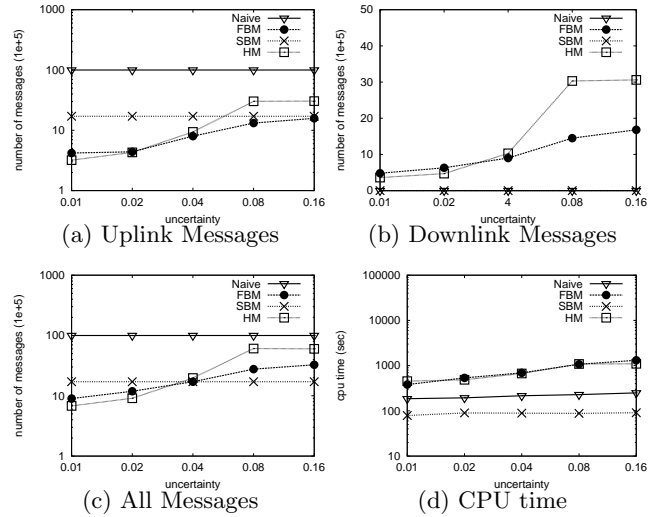 number of messages (1e+5)
1000
100
10
1
Naive
FBM
SBM
HM
0.01 0.02 0.04 0.08 0.16
uncertainty
(a) Uplink Messages
number of messages (1e+5)
50
40
30
20
10
0
Naive
FBM
SBM
HM
0.01 0.02 4 0.08 0.16
uncertainty
(b) Downlink Messages
number of messages (1e+5)
1000
100
10
1
Naive
FBM
SBM
HM
0.01 0.02 0.04 0.08 0.16
uncertainty
(c) All Messages
cpu time (sec)
100000
10000
1000
100
10
Naive
FBM
SBM
HM
0.01 0.02 0.04 0.08 0.16
uncertainty
(d) CPU time